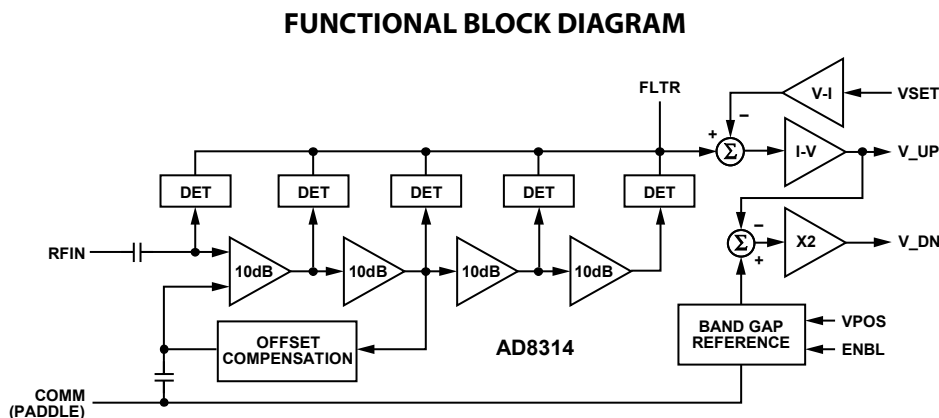 FUNCTIONAL BLOCK DIAGRAM
FLTR
V-I
VSET
+
−
Σ
I-V
V_UP
DET
DET
DET
DET
DET
RFIN
10dB
10dB
10dB
10dB
−
Σ
+
X2
V_DN
OFFSET
COMPENSATION
AD8314
BAND GAP
REFERENCE
VPOS
ENBL
COMM
(PADDLE)